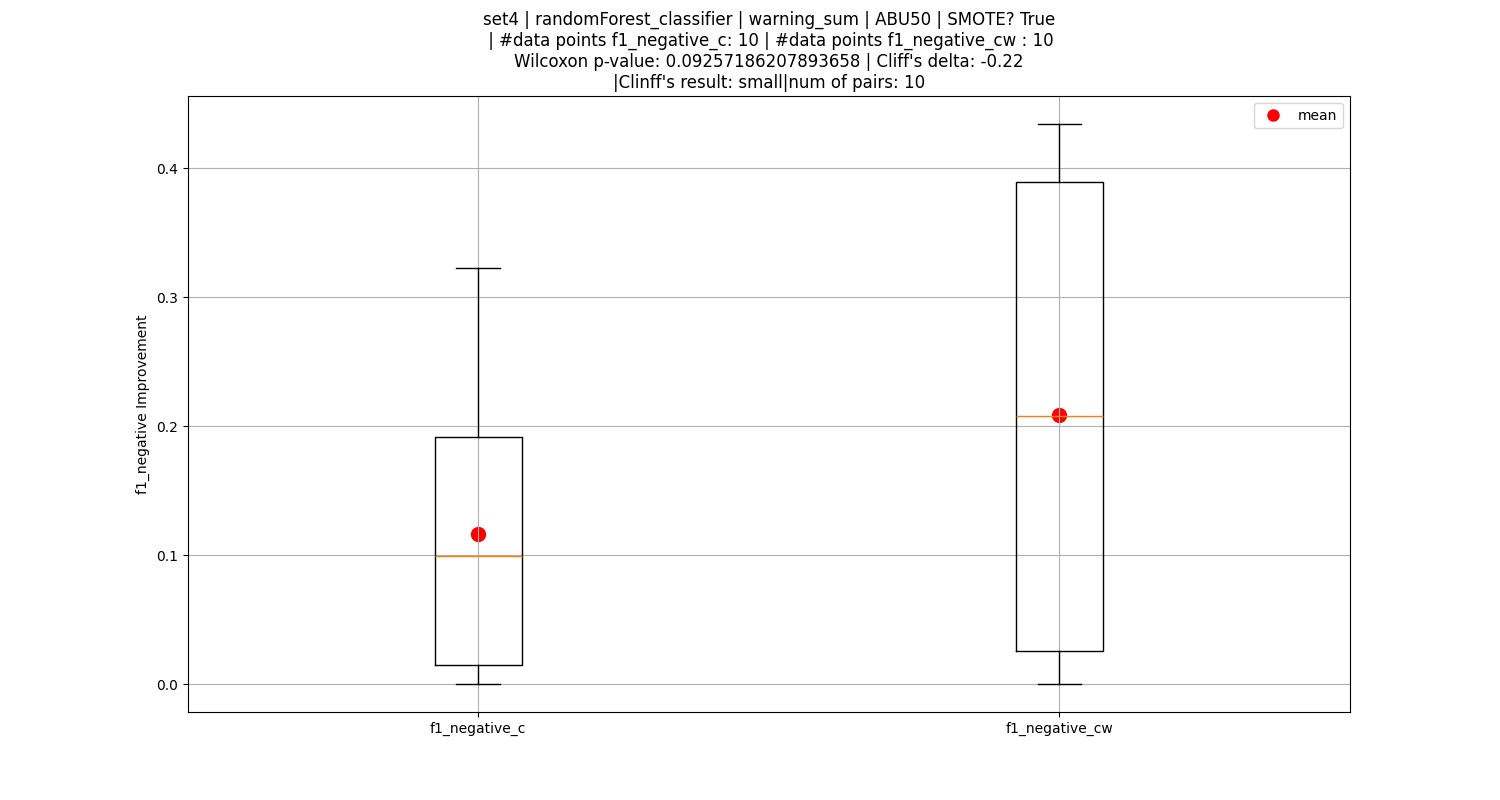 set4 | randomForest_classifier | warning_sum | ABU50 | SMOTE? True
| #data points f1_negative_c: 10 | #data points f1_negative_cw : 10
Wilcoxon p-value: 0.09257186207893658 | Cliff's delta: -0.22
|Clinff's result: small|num of pairs: 10
mean
0.4
0.3
0.2
0.1
0.0
f1_negative Improvement
f1_negative_c
f1_negative_cw